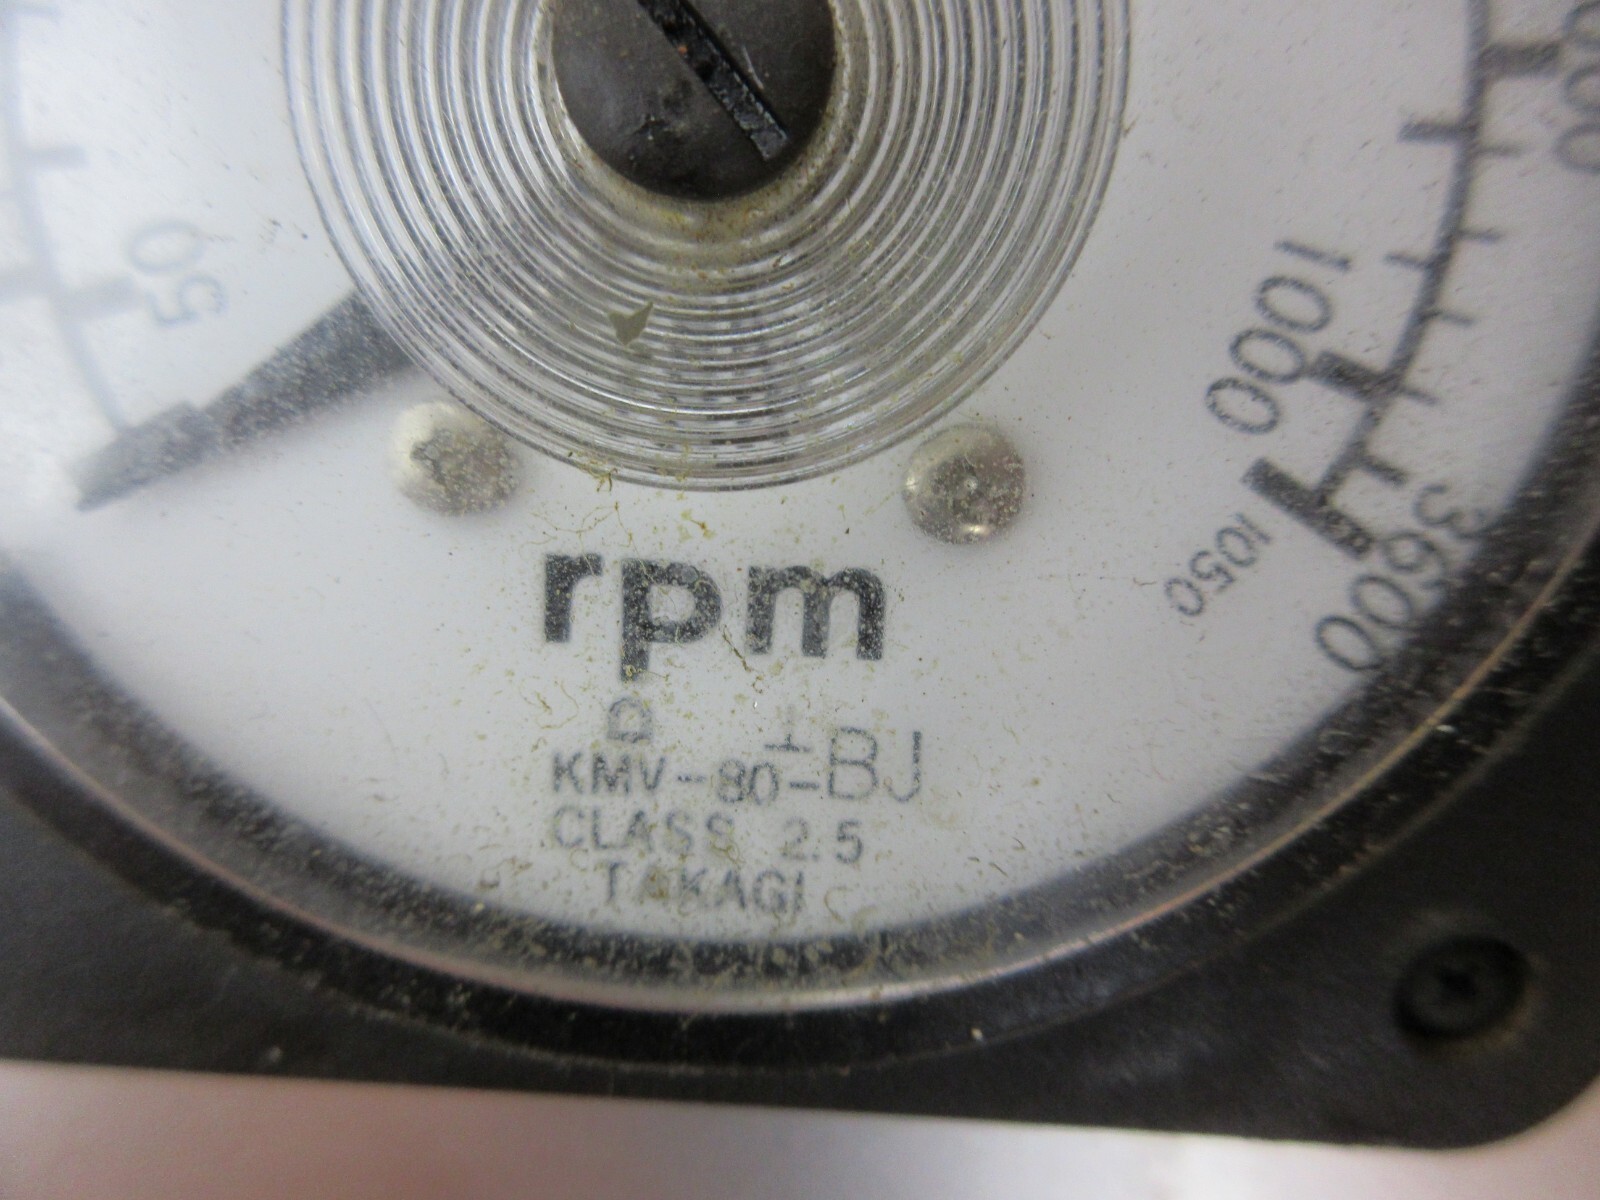 50
1000
1050
3600
rpm
KMV-80-BJ
CLASS 2.5
TAKAGI